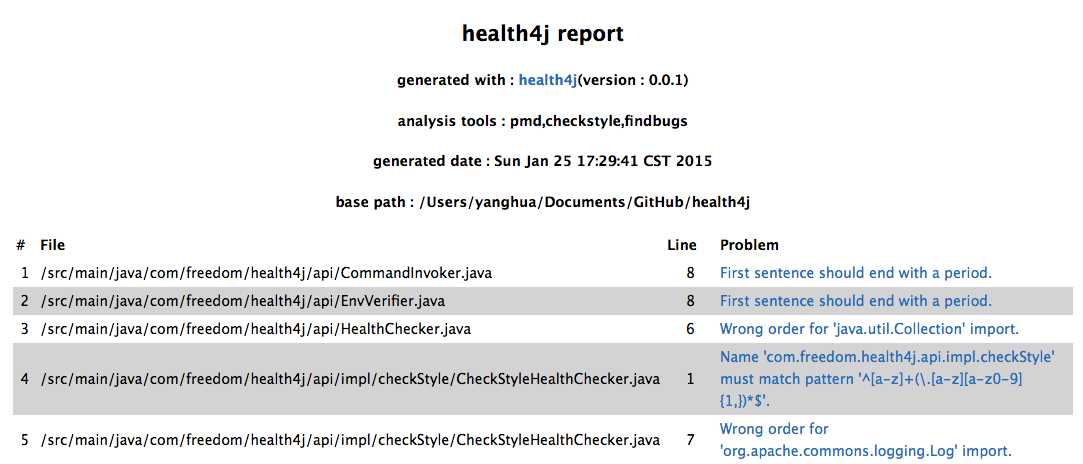 health4j report
generated with : health4j(version : 0.0.1)
analysis tools : pmd,checkstyle,findbugs
generated date : Sun Jan 25 17:29:41 CST 2015
base path : /Users/yanghua/Documents/GitHub/health4j
# File Line Problem
1 /src/main/java/com/freedom/health4j/api/CommandInvoker.java 8 First sentence should end with a period.
2 /src/main/java/com/freedom/health4j/api/EnvVerifier.java 8 First sentence should end with a period.
3 /src/main/java/com/freedom/health4j/api/HealthChecker.java 6 Wrong order for 'java.util.Collection' import.
4 /src/main/java/com/freedom/health4j/api/impl/checkStyle/CheckStyleHealthChecker.java 1 Name 'com.freedom.health4j.api.impl.checkStyle'
must match pattern '^[a-z]+(\.[a-z][a-z0-9]
{1,})*$'.
5 /src/main/java/com/freedom/health4j/api/impl/checkStyle/CheckStyleHealthChecker.java 7 Wrong order for
'org.apache.commons.logging.Log' import.